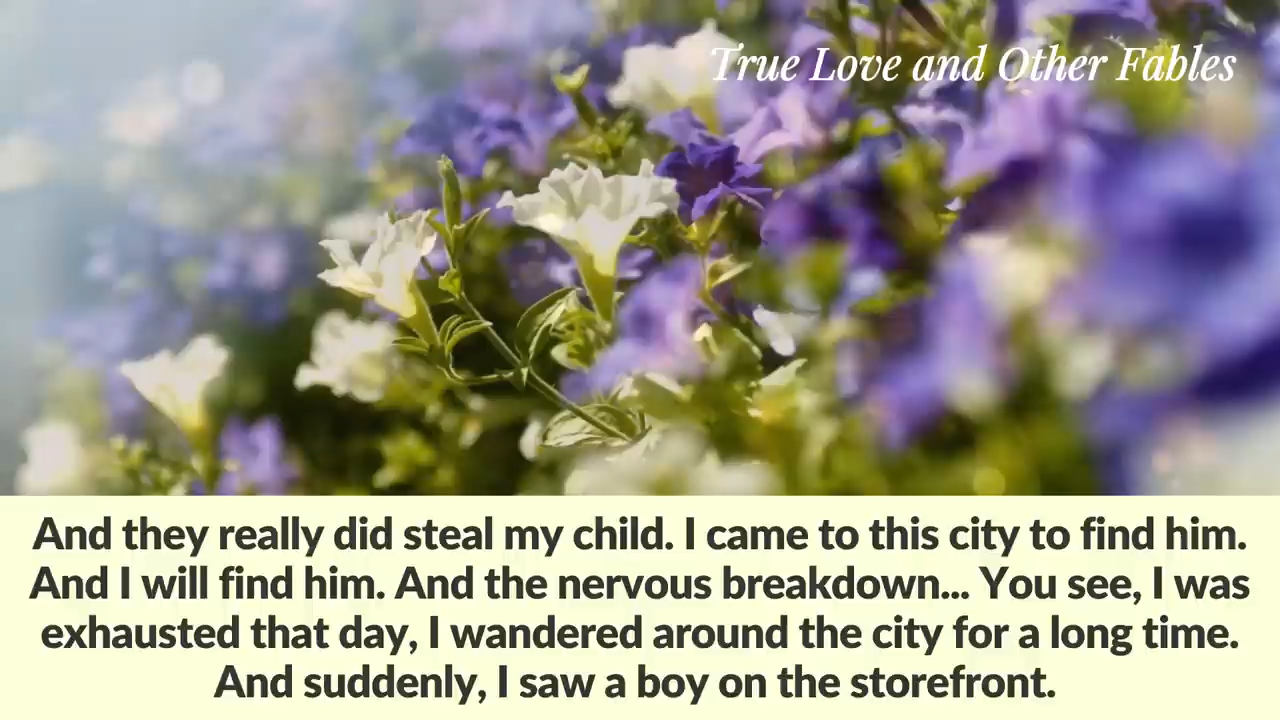 True Love and Other Fables
And they really did steal my child. I came to this city to find him.
And I will find him. And the nervous breakdown... You see, I was
exhausted that day, I wandered around the city for a long time.
And suddenly, I saw a boy on the storefront.